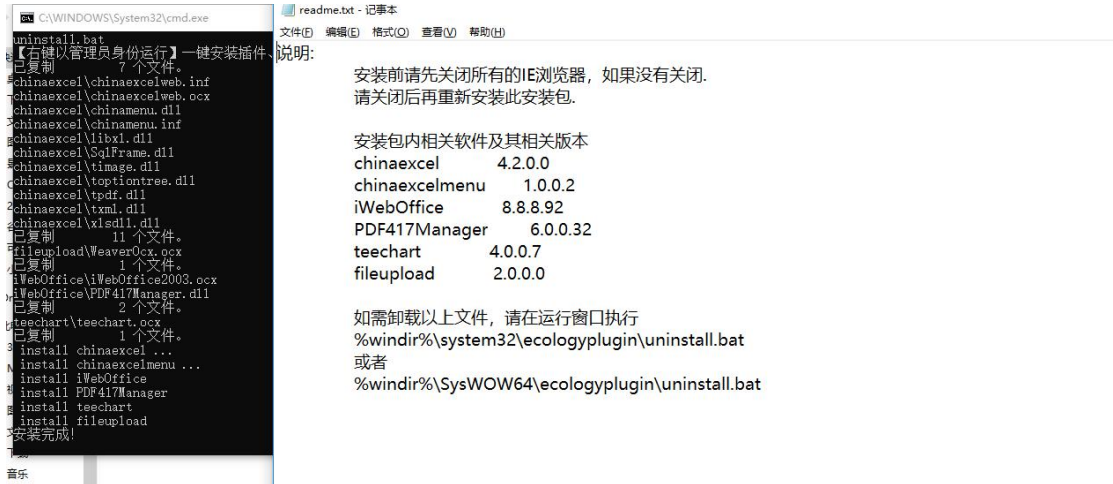 C:\WINDOWS\System32\cmd.exe
uninstall.bat
【右键以管理员身份运行】一键安装插件、
已复制 7 个文件。
chinaexcel\chinaexcelweb.inf
chinaexcel\chinaexcelweb.ocx
chinaexcel\chinamenu.dll
chinaexcel\chinamenu.inf
chinaexcel\libxl.dll
chinaexcel\SqlFrame.dll
chinaexcel\timage.dll
chinaexcel\toptiontree.dll
chinaexcel\tpdf.dll
chinaexcel\txml.dll
chinaexcel\xlsdll.dll
已复制 11 个文件。
fileupload\WeaverOcx.ocx
已复制 1 个文件。
iWebOffice\iWebOffice2003.ocx
iWebOffice\PDF417Manager.dll
已复制 2 个文件。
teechart\teechart.ocx
已复制 1 个文件。
install chinaexcel ...
install chinaexcelmenu ...
install iWebOffice
install PDF417Manager
install teechart
install fileupload
安装完成!
音乐
readme.txt - 记事本
文件(F) 编辑(E) 格式(O) 查看(V) 帮助(H)
说明:
安装前请先关闭所有的IE浏览器，如果没有关闭.
请关闭后再重新安装此安装包.
安装包内相关软件及其相关版本
chinaexcel 4.2.0.0
chinaexcelmenu 1.0.0.2
iWebOffice 8.8.8.92
PDF417Manager 6.0.0.32
teechart 4.0.0.7
fileupload 2.0.0.0
如需卸载以上文件，请在运行窗口执行
%windir%\system32\ecologyplugin\uninstall.bat
或者
%windir%\SysWOW64\ecologyplugin\uninstall.bat